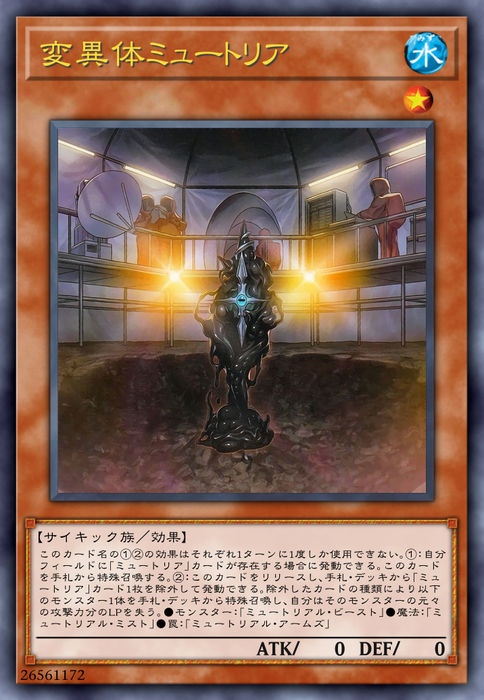 変異体ミュートリア
みず
水
【サイキック族／効果】
このカード名の①②の効果はそれぞれ1ターンに1度しか使用できない。①：自分
フィールドに「ミュートリア」カードが存在する場合に発動できる。このカード
を手札から特殊召喚する。②：このカードをリリースし、手札・デッキから「ミュ
ートリア」カード1枚を除外して発動できる。除外したカードの種類により以下
のモンスター1体を手札・デッキから特殊召喚し、自分はそのモンスターの元々
の攻撃力分のLPを失う。●モンスター：「ミュートリアル・ビースト」●魔法：「ミ
ュートリアル・ミスト」●罠：「ミュートリアル・アームズ」
ATK/ 0 DEF/ 0
26561172